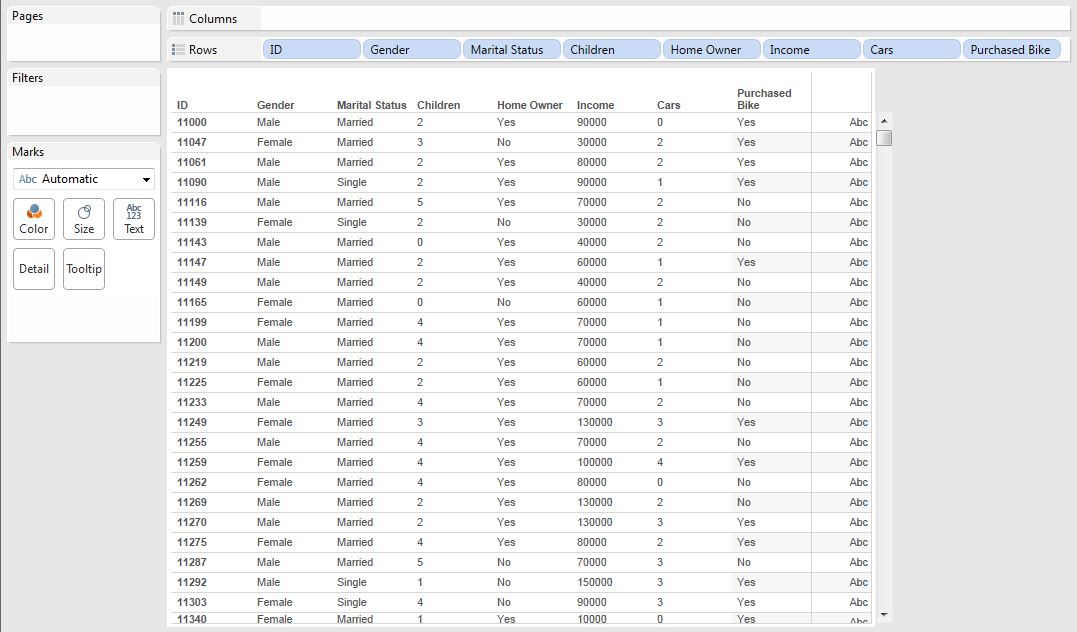 Pages
Columns
Rows ID Gender Marital Status Children Home Owner Income Cars Purchased Bike
Filters
Marks
Abc Automatic
Color Size Abc 123 Text
Detail Tooltip
ID Gender Marital Status Children Home Owner Income Cars Purchased Bike
11000 Male Married 2 Yes 90000 0 Yes Abc
11047 Female Married 3 No 30000 2 Yes Abc
11061 Male Married 2 Yes 80000 2 Yes Abc
11090 Male Single 2 Yes 90000 1 Yes Abc
11116 Male Married 5 Yes 70000 2 No Abc
11139 Female Single 2 No 30000 2 No Abc
11143 Male Married 0 Yes 40000 2 No Abc
11147 Male Married 2 Yes 60000 1 Yes Abc
11149 Male Married 2 Yes 40000 2 No Abc
11165 Female Married 0 No 60000 1 No Abc
11199 Female Married 4 Yes 70000 1 No Abc
11200 Male Married 4 Yes 70000 1 No Abc
11219 Male Married 2 Yes 60000 2 No Abc
11225 Female Married 2 Yes 60000 1 No Abc
11233 Male Married 4 Yes 70000 2 No Abc
11249 Female Married 3 Yes 130000 3 Yes Abc
11255 Male Married 4 Yes 70000 2 No Abc
11259 Female Married 4 Yes 100000 4 Yes Abc
11262 Female Married 4 Yes 80000 0 No Abc
11269 Male Married 2 Yes 130000 2 No Abc
11270 Male Married 2 Yes 130000 3 Yes Abc
11275 Female Married 4 Yes 80000 2 Yes Abc
11287 Male Married 5 No 70000 3 No Abc
11292 Male Single 1 No 150000 3 Yes Abc
11303 Female Single 4 No 90000 3 Yes Abc
11340 Female Married 1 Yes 10000 0 Yes Abc